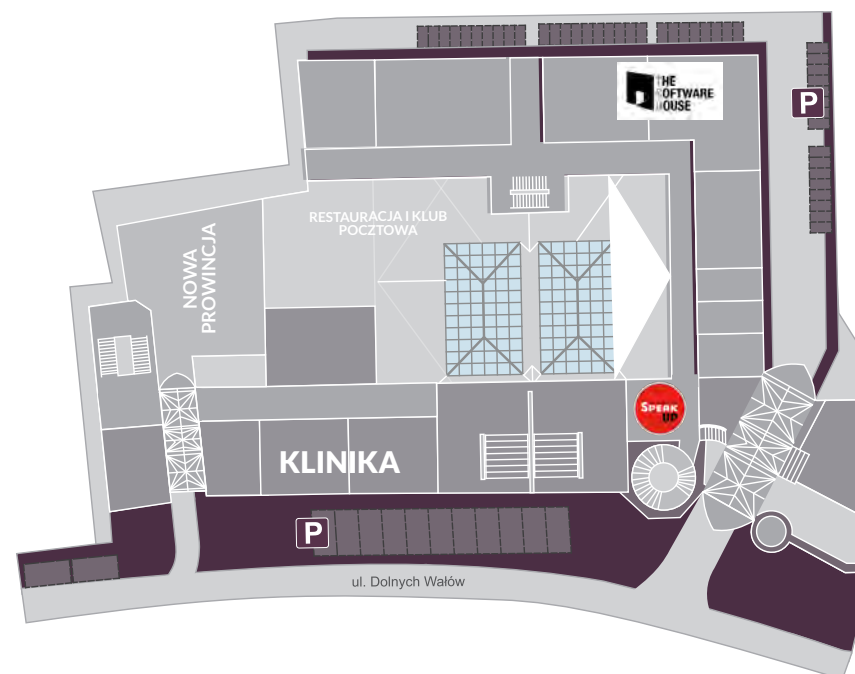 THE
SOFTWARE
HOUSE
P
RESTAURACJA I KLUB
POCZTOWA
NOWA
PROWINCJA
SPEAK
UP
KLINIKA
P
ul. Dolnych Wałów